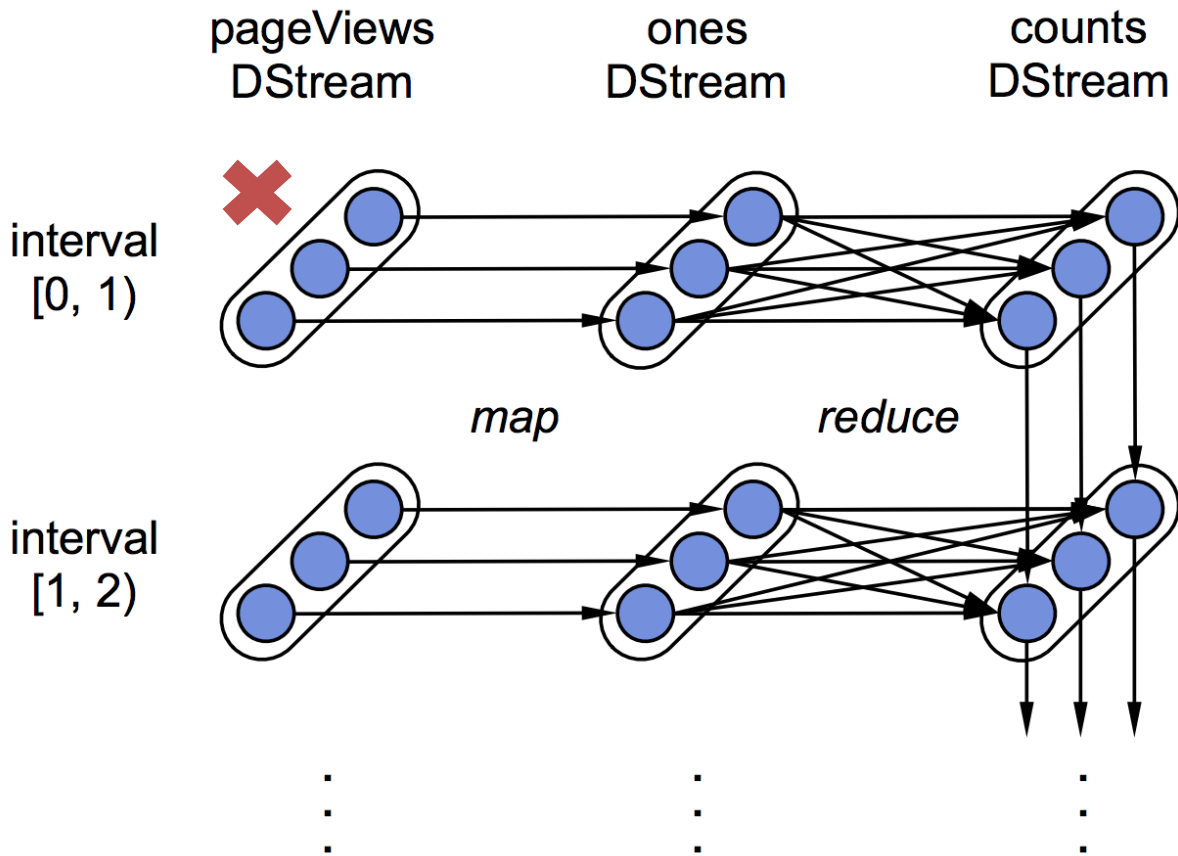 pageViews
DStream
ones
DStream
counts
DStream
interval
[0, 1)
map
reduce
interval
[1, 2)